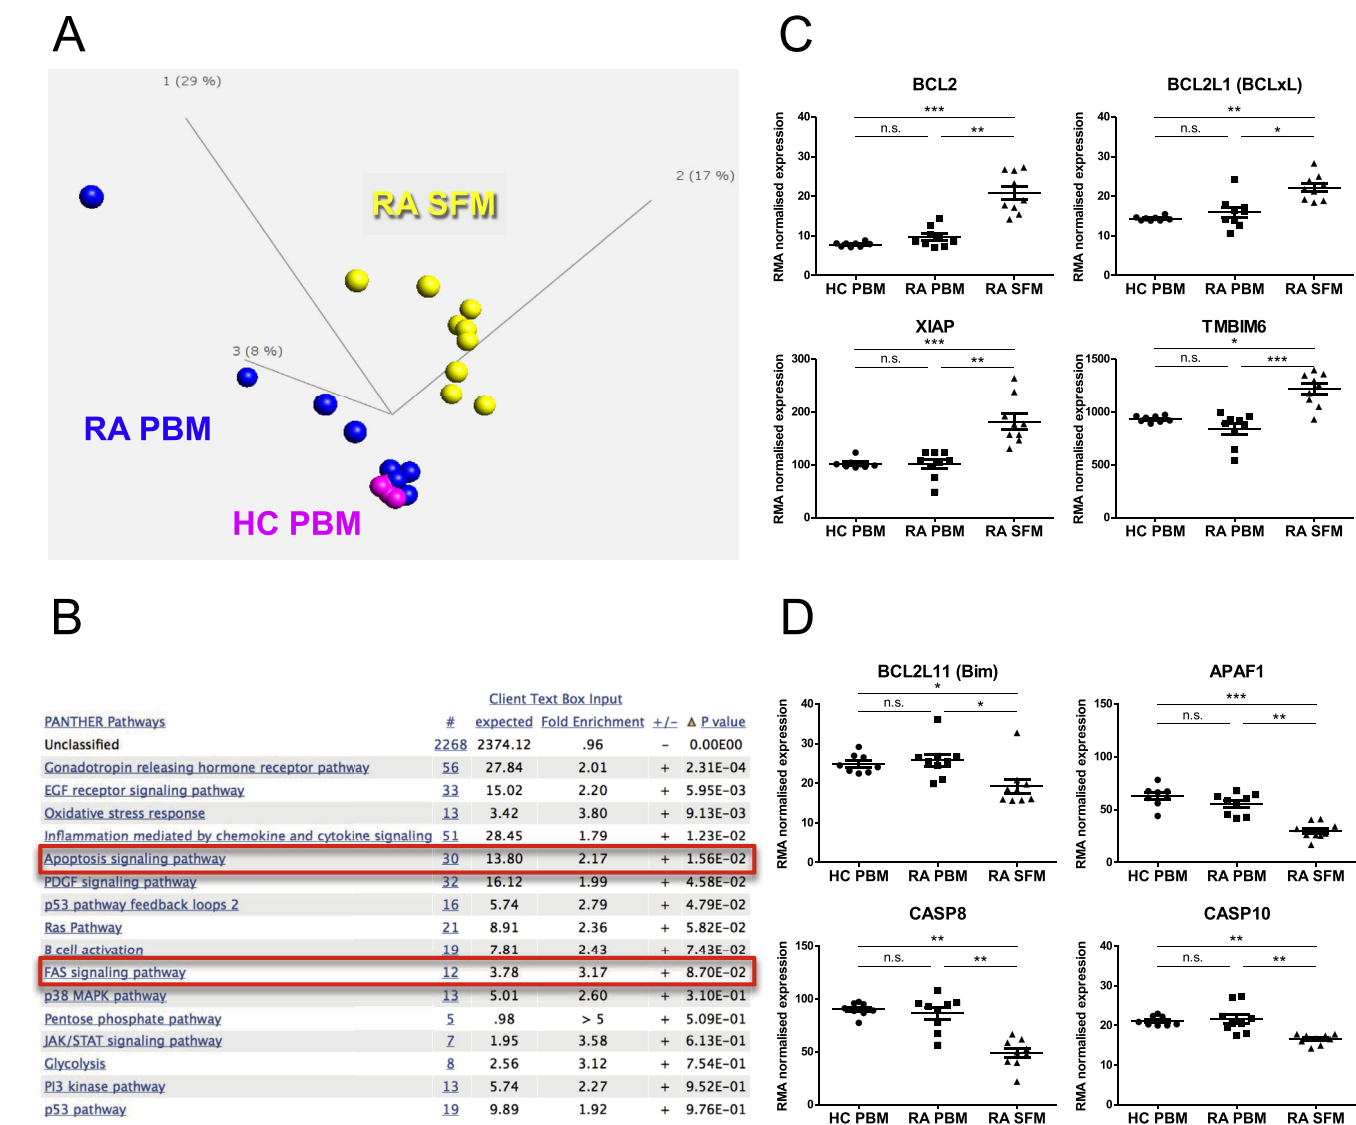 A
1 (29 %)
2 (17 %)
RA SFM
3 (8 %)
RA PBM
HC PBM
B
Client Text Box Input
PANTHER Pathways # expected Fold Enrichment +/- P value
Unclassified 2268 2374.12 .96 - 0.00E00
Gonadotropin releasing hormone receptor pathway 56 27.84 2.01 + 2.31E-04
EGF receptor signaling pathway 33 15.02 2.20 + 5.95E-03
Oxidative stress response 13 3.42 3.80 + 9.13E-03
Inflammation mediated by chemokine and cytokine signaling 51 28.45 1.79 + 1.23E-02
Apoptosis signaling pathway 30 13.80 2.17 + 1.56E-02
PDGF signaling pathway 32 16.12 1.99 + 4.58E-02
p53 pathway feedback loops 2 16 5.74 2.79 + 4.79E-02
Ras Pathway 21 8.91 2.36 + 5.82E-02
B cell activation 19 7.81 2.43 + 7.43E-02
FAS signaling pathway 12 3.78 3.17 + 8.70E-02
p38 MAPK pathway 13 5.01 2.60 + 3.10E-01
Pentose phosphate pathway 5 .98 > 5 + 5.09E-01
JAK/STAT signaling pathway 7 1.95 3.58 + 6.13E-01
Glycolysis 8 2.56 3.12 + 7.54E-01
PI3 kinase pathway 13 5.74 2.27 + 9.52E-01
p53 pathway 19 9.89 1.92 + 9.76E-01
C
BCL2
***
n.s. **
RMA normalised expression
40
30
20
10
0
HC PBM RA PBM RA SFM
BCL2L1 (BCLxL)
**
n.s. *
RMA normalised expression
40
30
20
10
0
HC PBM RA PBM RA SFM
XIAP
***
n.s. **
RMA normalised expression
300
200
100
0
HC PBM RA PBM RA SFM
TMBIM6
*
n.s. ***
RMA normalised expression
1500
1000
500
0
HC PBM RA PBM RA SFM
D
BCL2L11 (Bim)
*
n.s. *
RMA normalised expression
40
30
20
10
0
HC PBM RA PBM RA SFM
APAF1
***
n.s. **
RMA normalised expression
150
100
50
0
HC PBM RA PBM RA SFM
CASP8
**
n.s. **
RMA normalised expression
150
100
50
0
HC PBM RA PBM RA SFM
CASP10
**
n.s. **
RMA normalised expression
40
30
20
10
0
HC PBM RA PBM RA SFM